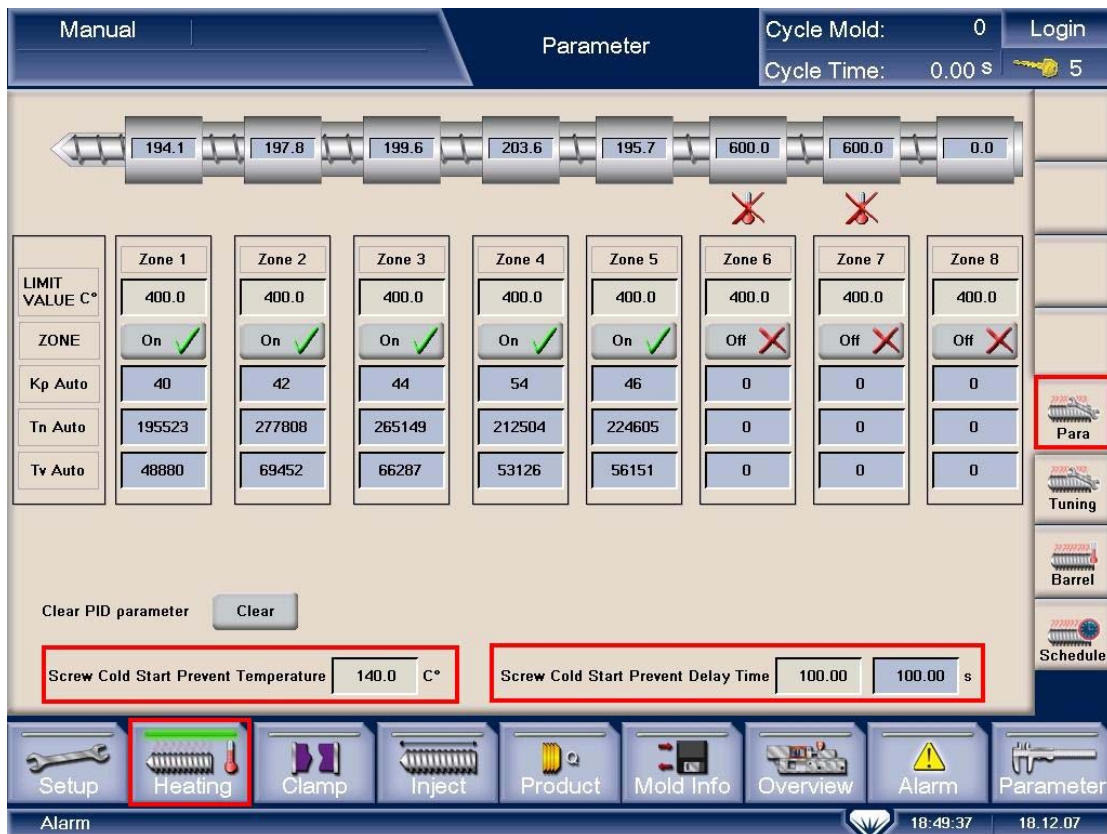 Manual
Parameter
Cycle Mold: 0
Login
Cycle Time: 0.00 s
5
194.1 197.8 199.6 203.6 195.7 600.0 600.0 0.0
Zone 1 Zone 2 Zone 3 Zone 4 Zone 5 Zone 6 Zone 7 Zone 8
LIMIT
VALUE C° 400.0 400.0 400.0 400.0 400.0 400.0 400.0 400.0
ZONE On On On On On Off Off Off
Kp Auto 40 42 44 54 46 0 0 0
Tn Auto 195523 277808 265149 212504 224605 0 0 0
Tv Auto 48880 69452 66287 53126 56151 0 0 0
Para
Tuning
Barrel
Schedule
Clear PID parameter Clear
Screw Cold Start Prevent Temperature 140.0 C°
Screw Cold Start Prevent Delay Time 100.00 100.00 s
Setup Heating Clamp Inject Product Mold Info Overview Alarm Parameter
Alarm 18:49:37 18.12.07